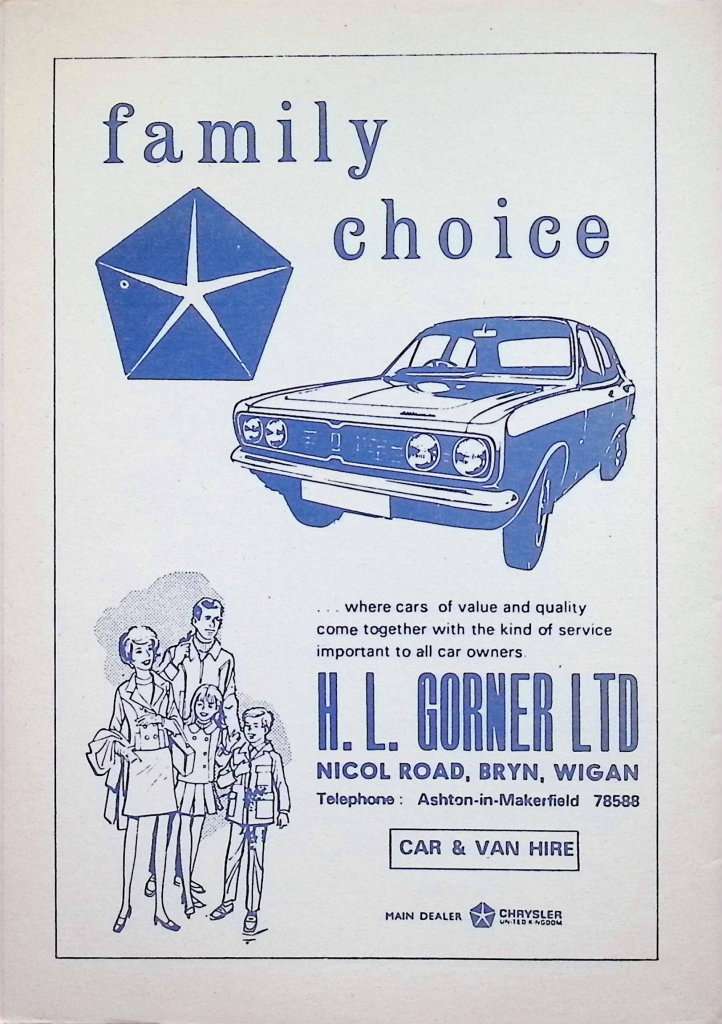 family
choice
... where cars of value and quality
come together with the kind of service
important to all car owners.
H. L. GORNER LTD
NICOL ROAD, BRYN, WIGAN
Telephone : Ashton-in-Makerfield 78588
CAR & VAN HIRE
MAIN DEALER CHRYSLER
UNITED KINGDOM